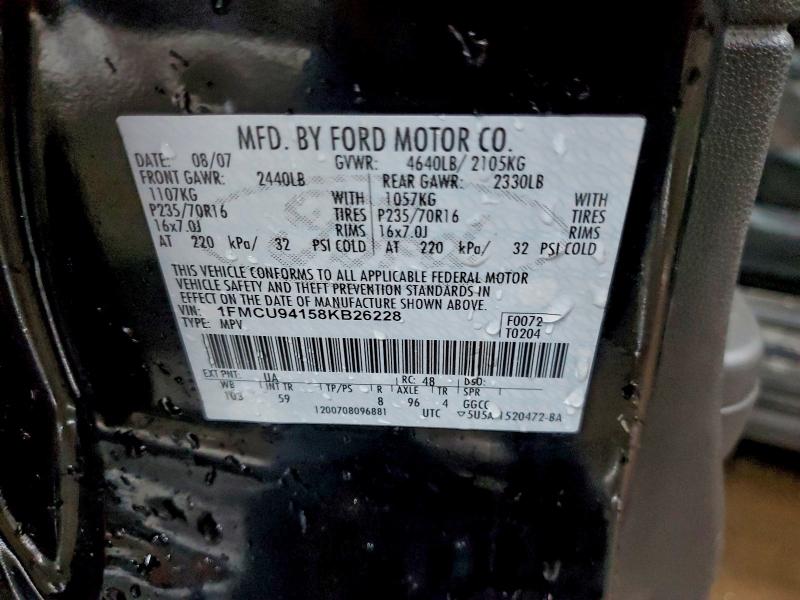 MFD. BY FORD MOTOR CO.
DATE: 08/07 GVWR: 4640LB/ 2105KG
FRONT GAWR: 2440LB REAR GAWR: 2330LB
1107KG WITH 1057KG WITH
P235/70R16 TIRES P235/70R16 TIRES
16x7.0J RIMS 16x7.0J RIMS
AT 220 kPa/ 32 PSI COLD AT 220 kPa/ 32 PSI COLD
THIS VEHICLE CONFORMS TO ALL APPLICABLE FEDERAL MOTOR
VEHICLE SAFETY AND THEFT PREVENTION STANDARDS IN
EFFECT ON THE DATE OF MANUFACTURE SHOWN ABOVE.
VIN: 1FMCU94158KB26228 F0072
TYPE: MPV T0204
EXT PNT: UA RC: 48 DSO:
WB INT TR TP/PS R AXLE TR SPR
103 59 8 96 4 GGCC
1200708096881 UTC ▽5U5A 1520472-BA